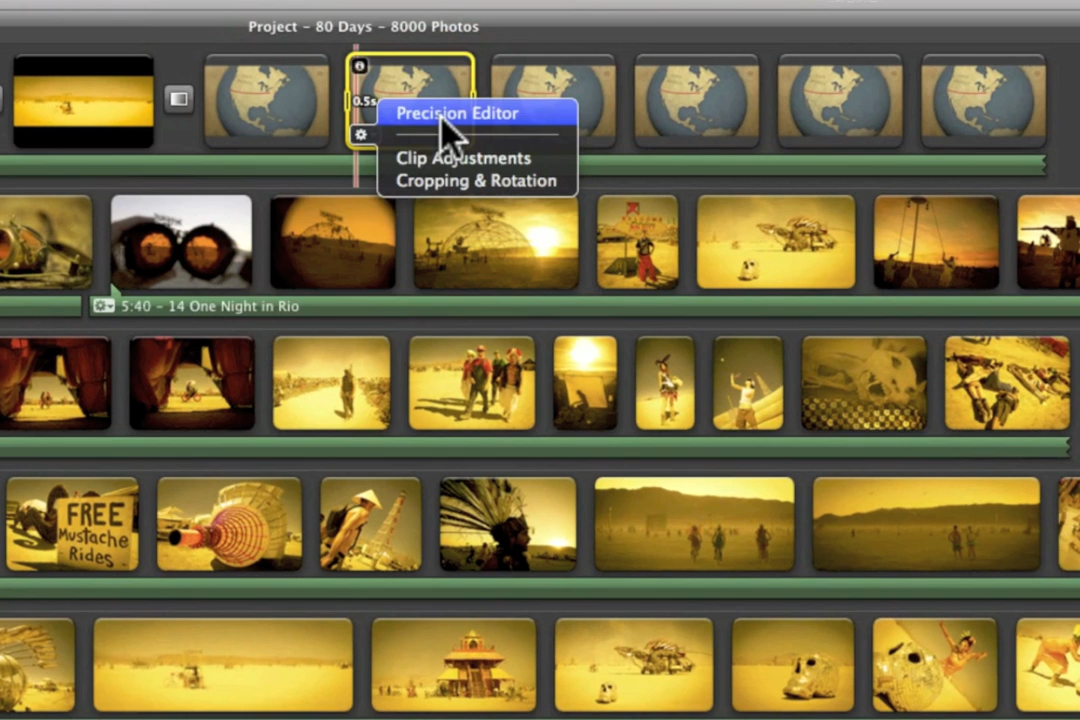 Project - 80 Days - 8000 Photos
0.5s
Precision Editor
Clip Adjustments
Cropping & Rotation
5:40 - 14 One Night in Rio
FREE
Mustache
Rides